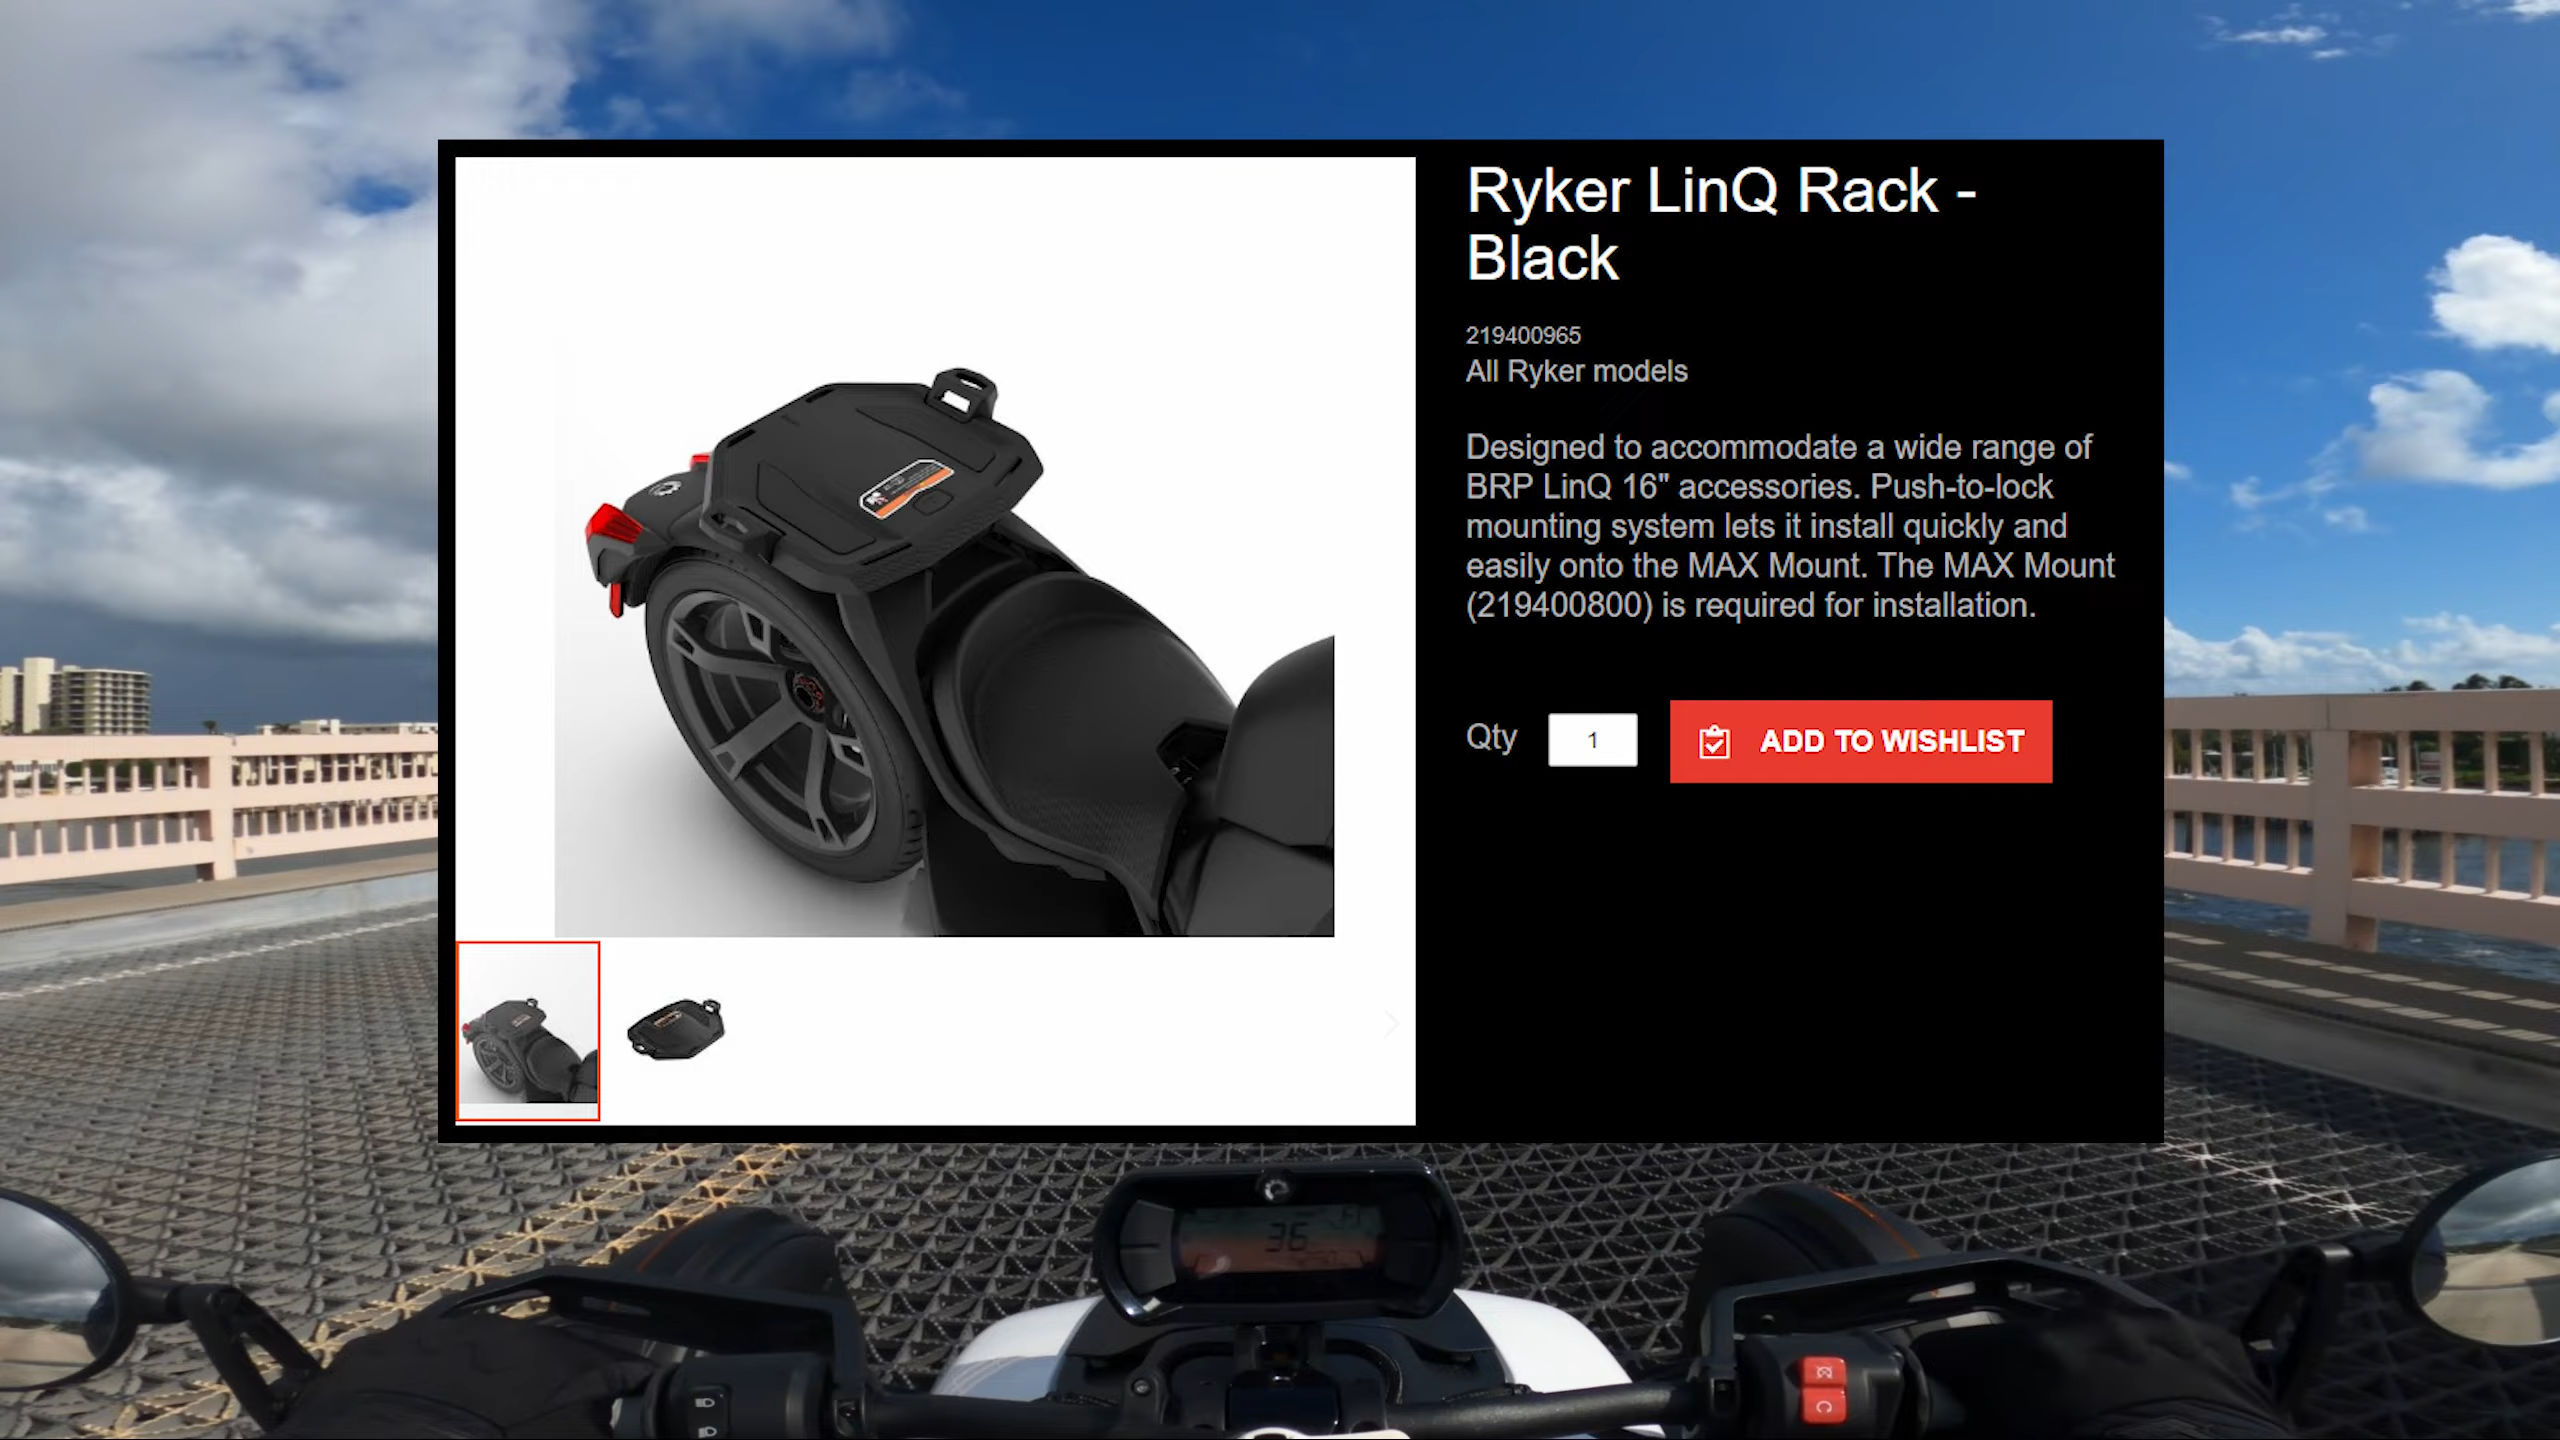 Ryker LinQ Rack -
Black
219400965
All Ryker models
Designed to accommodate a wide range of
BRP LinQ 16" accessories. Push-to-lock
mounting system lets it install quickly and
easily onto the MAX Mount. The MAX Mount
(219400800) is required for installation.
Qty 1 ADD TO WISHLIST
36